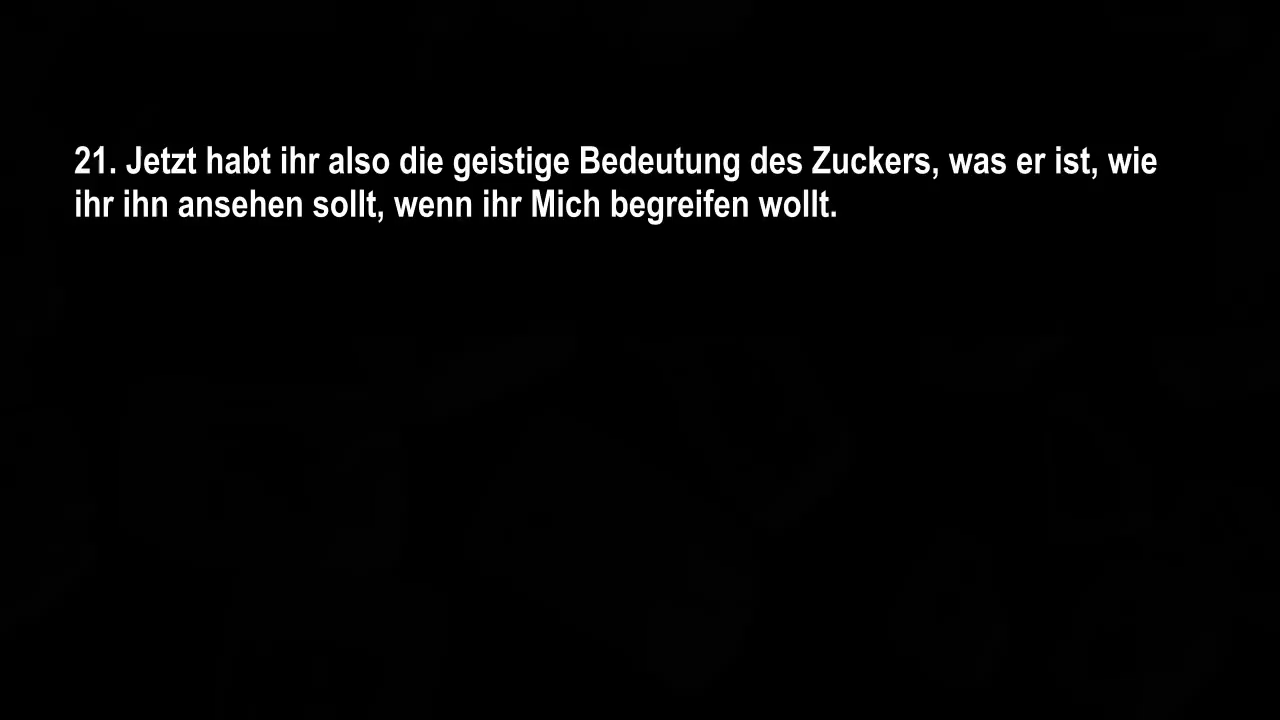 21. Jetzt habt ihr also die geistige Bedeutung des Zuckers, was er ist, wie
ihr ihn ansehen sollt, wenn ihr Mich begreifen wollt.